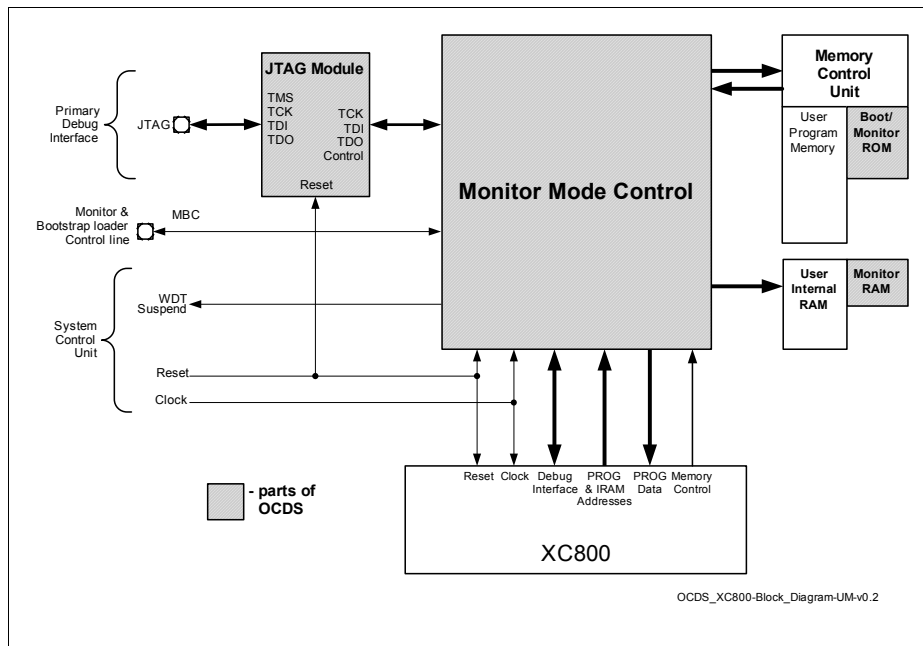 JTAG Module
TMS
TCK
TDI
TDO
TCK
TDI
TDO
Control
Reset
Primary
Debug
Interface
JTAG
Monitor &
Bootstrap loader
Control line
MBC
System
Control
Unit
WDT
Suspend
Reset
Clock
Monitor Mode Control
Memory
Control
Unit
User
Program
Memory
Boot/
Monitor
ROM
User
Internal
RAM
Monitor
RAM
Reset
Clock
Debug
Interface
PROG
& IRAM
Addresses
PROG
Data
Memory
Control
XC800
- parts of
OCDS
OCDS_XC800-Block_Diagram-UM-v0.2